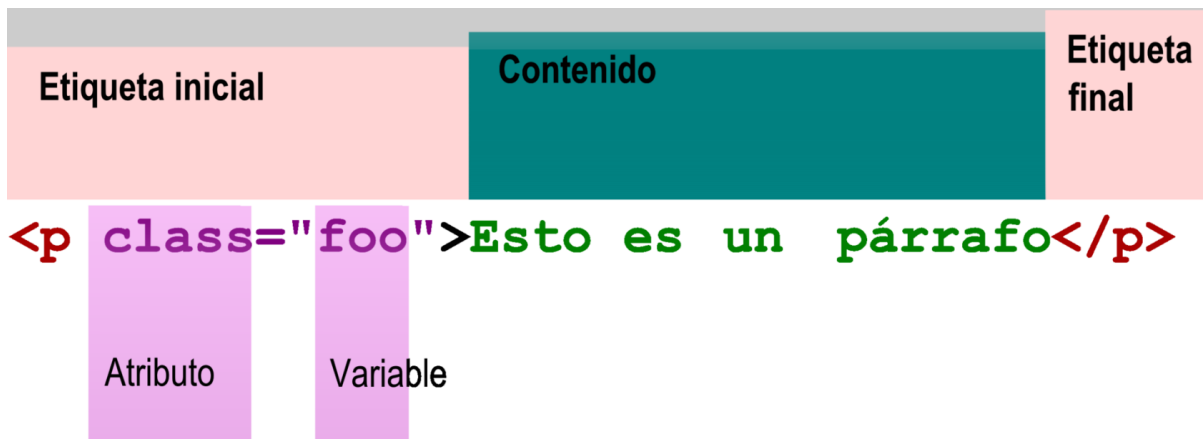 Etiqueta inicial
Contenido
Etiqueta
final
<p class="foo">Esto es un párrafo</p>
Atributo
Variable